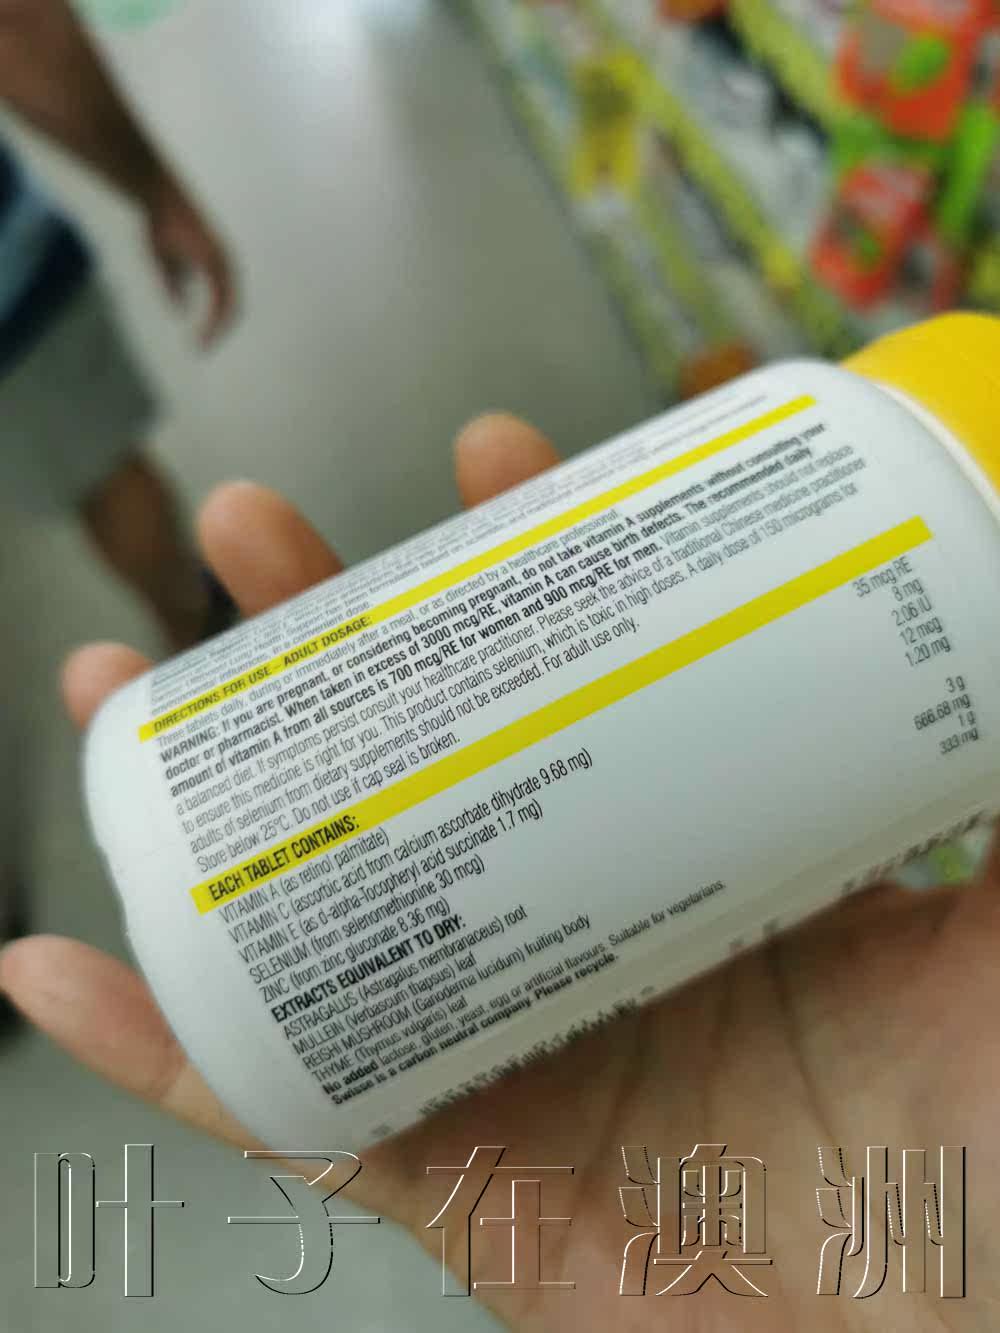 environmental influences, in a convenient dose.
DIRECTIONS FOR USE – ADULT DOSAGE:
Three tablets daily, during or immediately after a meal, or as directed by a healthcare professional.
WARNING: If you are pregnant, or considering becoming pregnant, do not take vitamin A supplements without consulting your
doctor or pharmacist. When taken in excess of 3000 mcg/RE, vitamin A can cause birth defects. The recommended daily
amount of vitamin A from all sources is 700 mcg/RE for women and 900 mcg/RE for men. Vitamin supplements should not replace
a balanced diet. If symptoms persist consult your healthcare practitioner. Please seek the advice of a traditional Chinese medicine practitioner
to ensure this medicine is right for you. This product contains selenium, which is toxic in high doses. A daily dose of 150 micrograms for
adults of selenium from dietary supplements should not be exceeded. For adult use only.
Store below 25°C. Do not use if cap seal is broken.
EACH TABLET CONTAINS:
VITAMIN A (as retinol palmitate) 35 mcg RE
VITAMIN C (ascorbic acid from calcium ascorbate dihydrate 9.68 mg) 8 mg
VITAMIN E (as d-alpha-Tocopheryl acid succinate 1.7 mg) 2.06 IU
SELENIUM (from selenomethionine 30 mcg) 12 mcg
ZINC (from zinc gluconate 8.36 mg) 1.20 mg
EXTRACTS EQUIVALENT TO DRY:
ASTRAGALUS (Astragalus membranaceus) root 3 g
MULLEIN (Verbascum thapsus) leaf 666.68 mg
REISHI MUSHROOM (Ganoderma lucidum) fruiting body 1 g
THYME (Thymus vulgaris) leaf 333 mg
No added lactose, gluten, yeast, egg or artificial flavours. Suitable for vegetarians.
Swisse is a carbon neutral company. Please recycle.
叶子在澳洲